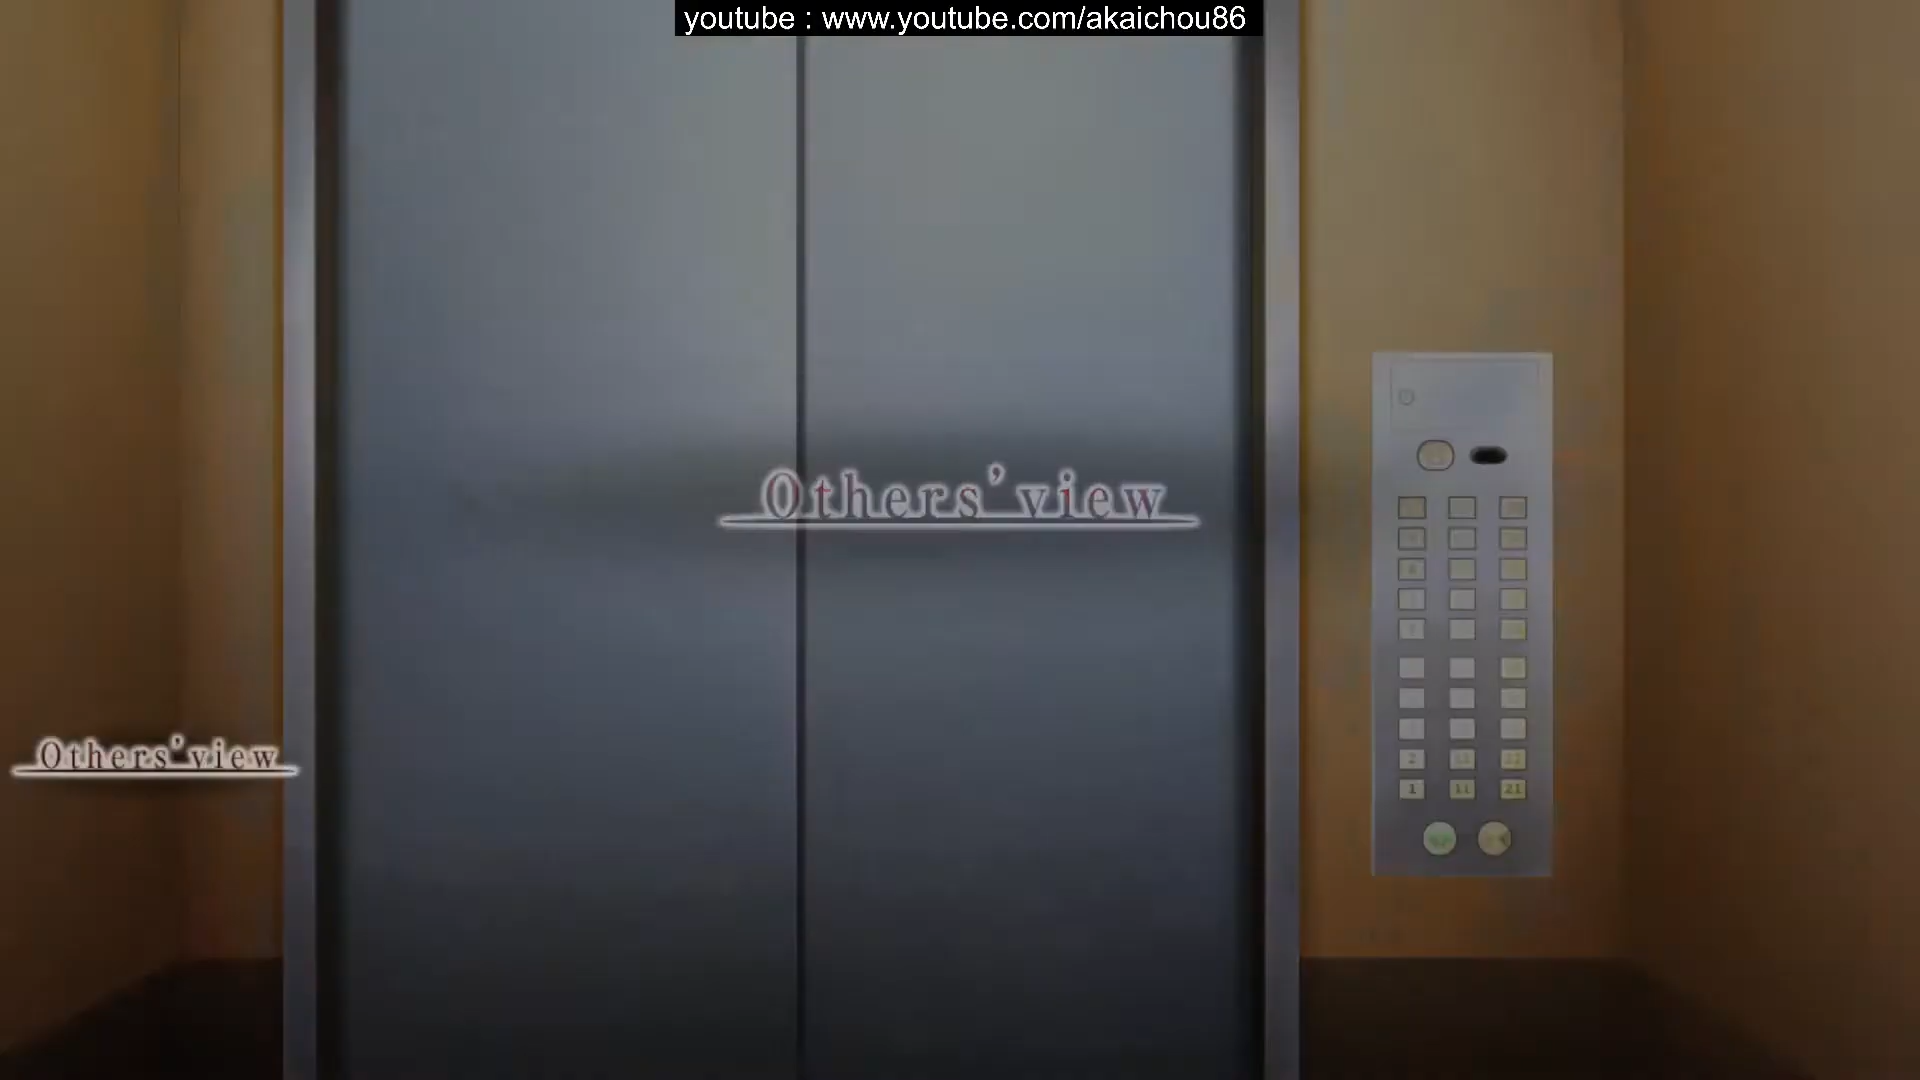 youtube : www.youtube.com/akaichou86
Others' view
Others' view
2
1 11 21